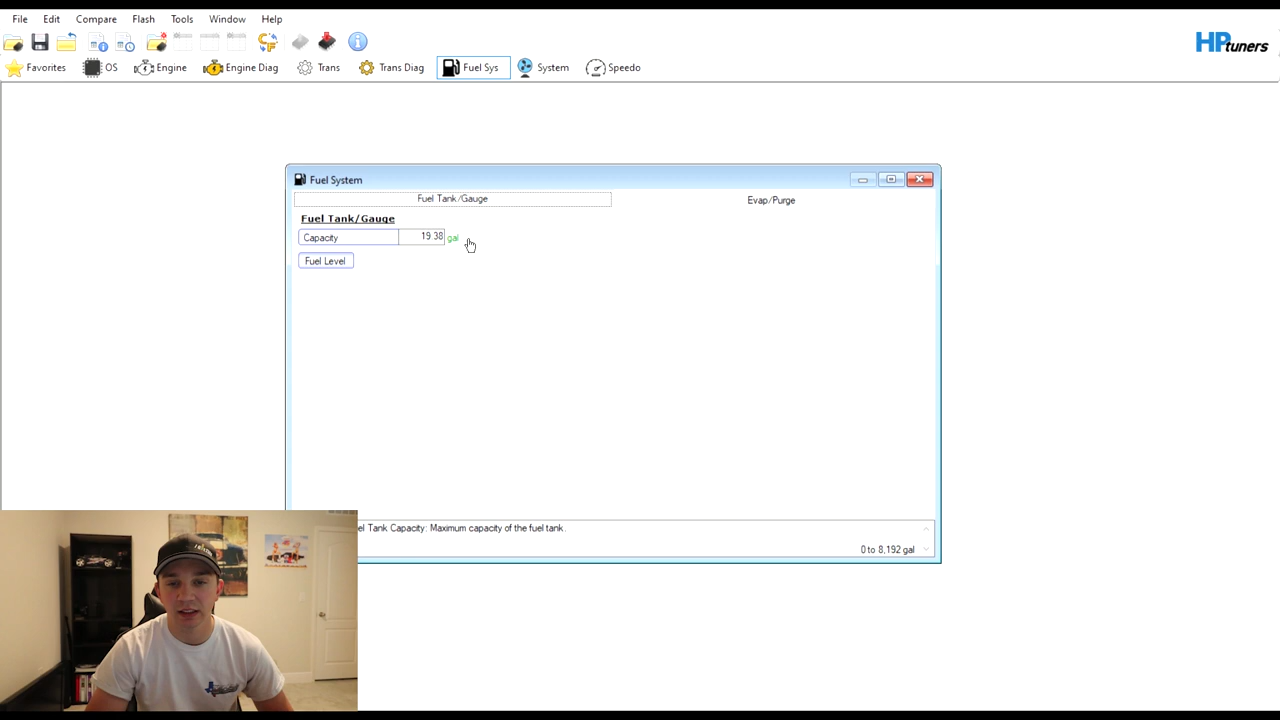 File Edit Compare Flash Tools Window Help
HPtuners
Favorites OS Engine Engine Diag Trans Trans Diag Fuel Sys System Speedo
Fuel System
Fuel Tank/Gauge Evap/Purge
Fuel Tank/Gauge
Capacity 19.38 gal
Fuel Level
el Tank Capacity: Maximum capacity of the fuel tank.
0 to 8,192 gal